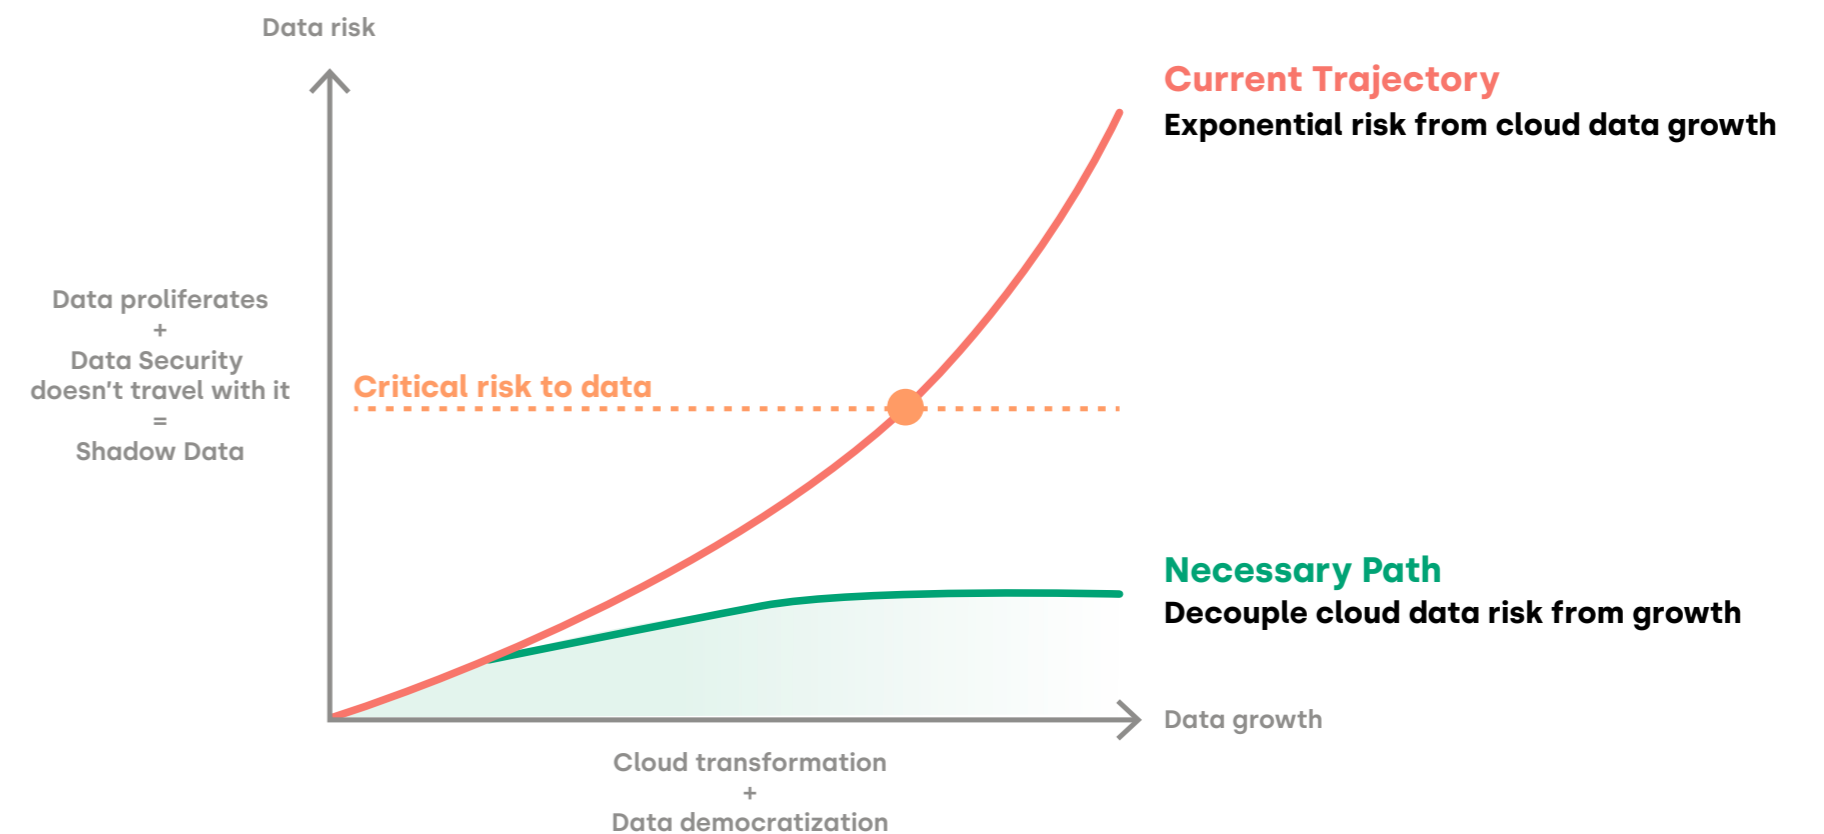 Data risk
Current Trajectory
Exponential risk from cloud data growth
Data proliferates
+
Data Security
doesn't travel with it
=
Shadow Data
Critical risk to data
Necessary Path
Decouple cloud data risk from growth
Data growth
Cloud transformation
+
Data democratization